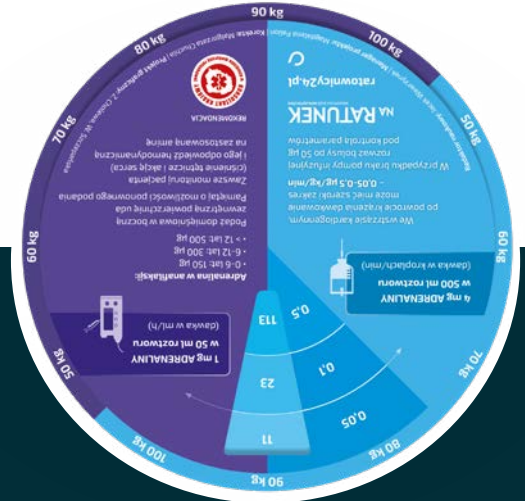 90 kg
100 kg
50 kg
60 kg
70 kg
80 kg
90 kg
100 kg
50 kg
60 kg
70 kg
80 kg
1 mg ADRENALINY
w 50 ml roztworu
(dawka w ml/h)
4 mg ADRENALINY
w 500 ml roztworu
(dawka w kroplach/min)
11
23
113
0,05
0,1
0,5
Adrenalina w anafilaksji:
• 0-6 lat: 150 µg
• 6-12 lat: 300 µg
• > 12 lat: 500 µg
Podaż domięśniowa w boczną
zewnętrzną powierzchnię uda
Pamiętaj o możliwości ponownego podania
Zawsze monitoruj pacjenta
(ciśnienie tętnicze i akcję serca)
i jego odpowiedź hemodynamiczną
na zastosowaną aminę
REKOMENDACJA
We wstrząsie kardiogennym,
po powrocie krążenia dawkowanie
może mieć szeroki zakres
– 0,05-0,5 µg/kg/min
W przypadku braku pompy infuzyjnej
rozważ bolusy po 50 µg
pod kontrolą parametrów
NA RATUNEK
ratownicy24.pl